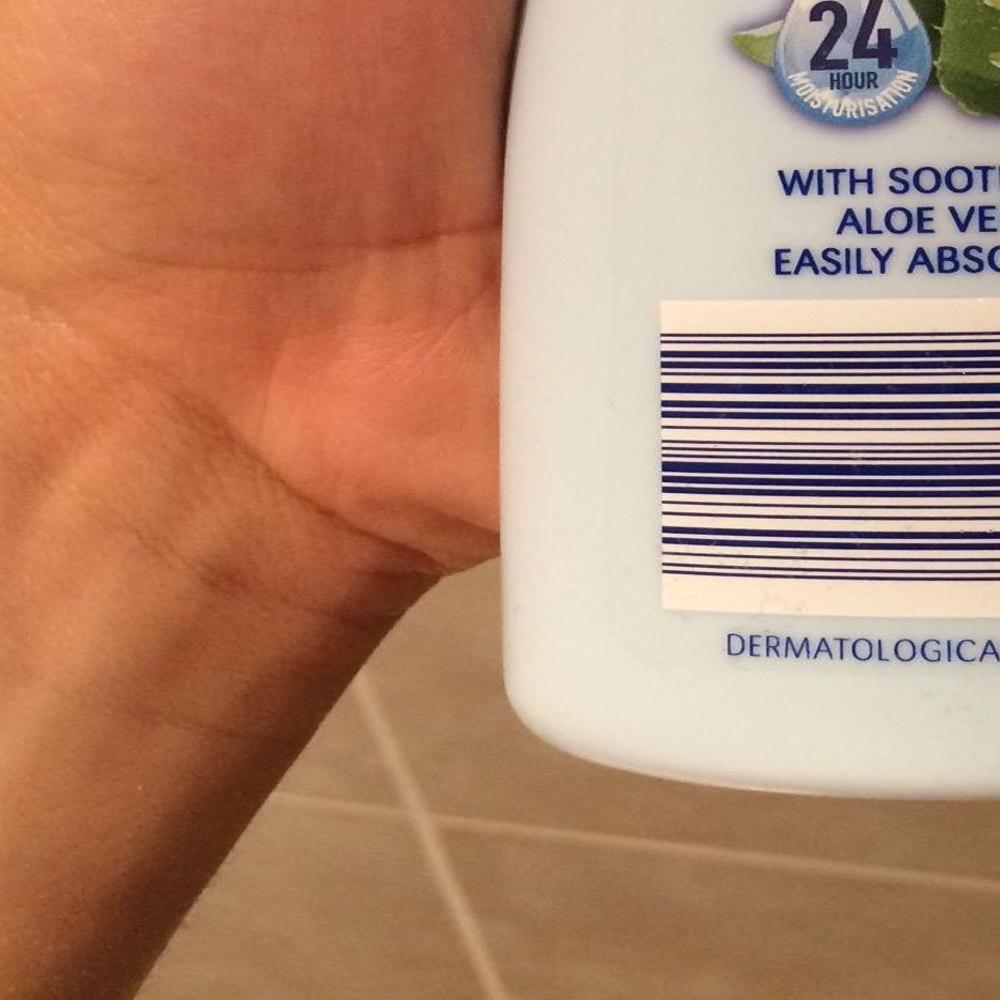 24
HOUR
MOISTURISATION
WITH SOOT
ALOE VE
EASILY ABSO
DERMATOLOGICA